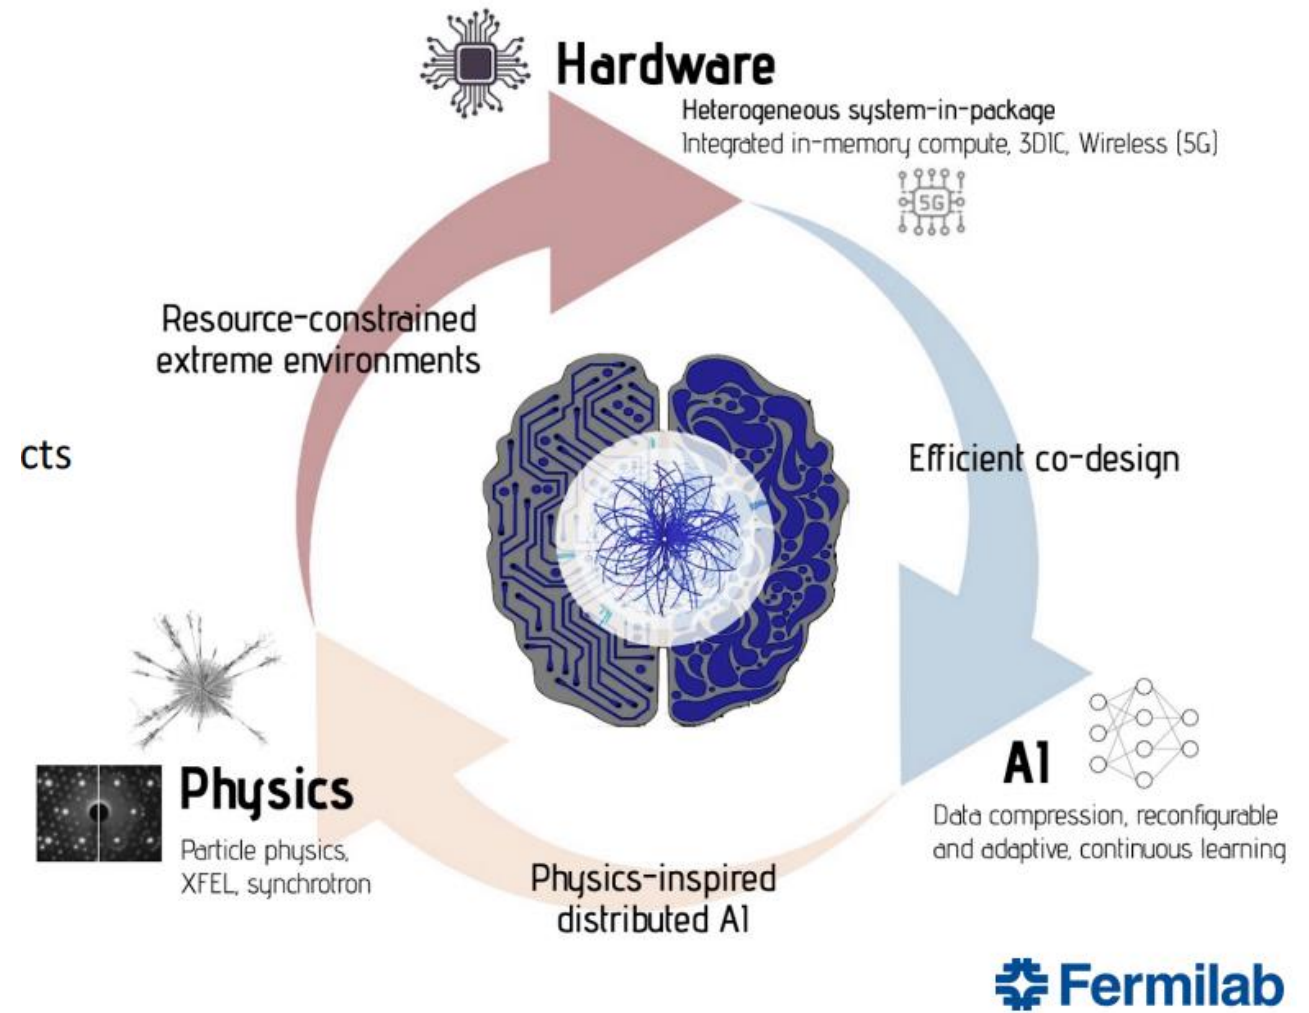 Hardware
Heterogeneous system-in-package
Integrated in-memory compute, 3DIC, Wireless (5G)
5G
Resource-constrained
extreme environments
cts
Efficient co-design
AI
Data compression, reconfigurable
and adaptive, continuous learning
Physics
Particle physics,
XFEL, synchrotron
Physics-inspired
distributed AI
Fermilab